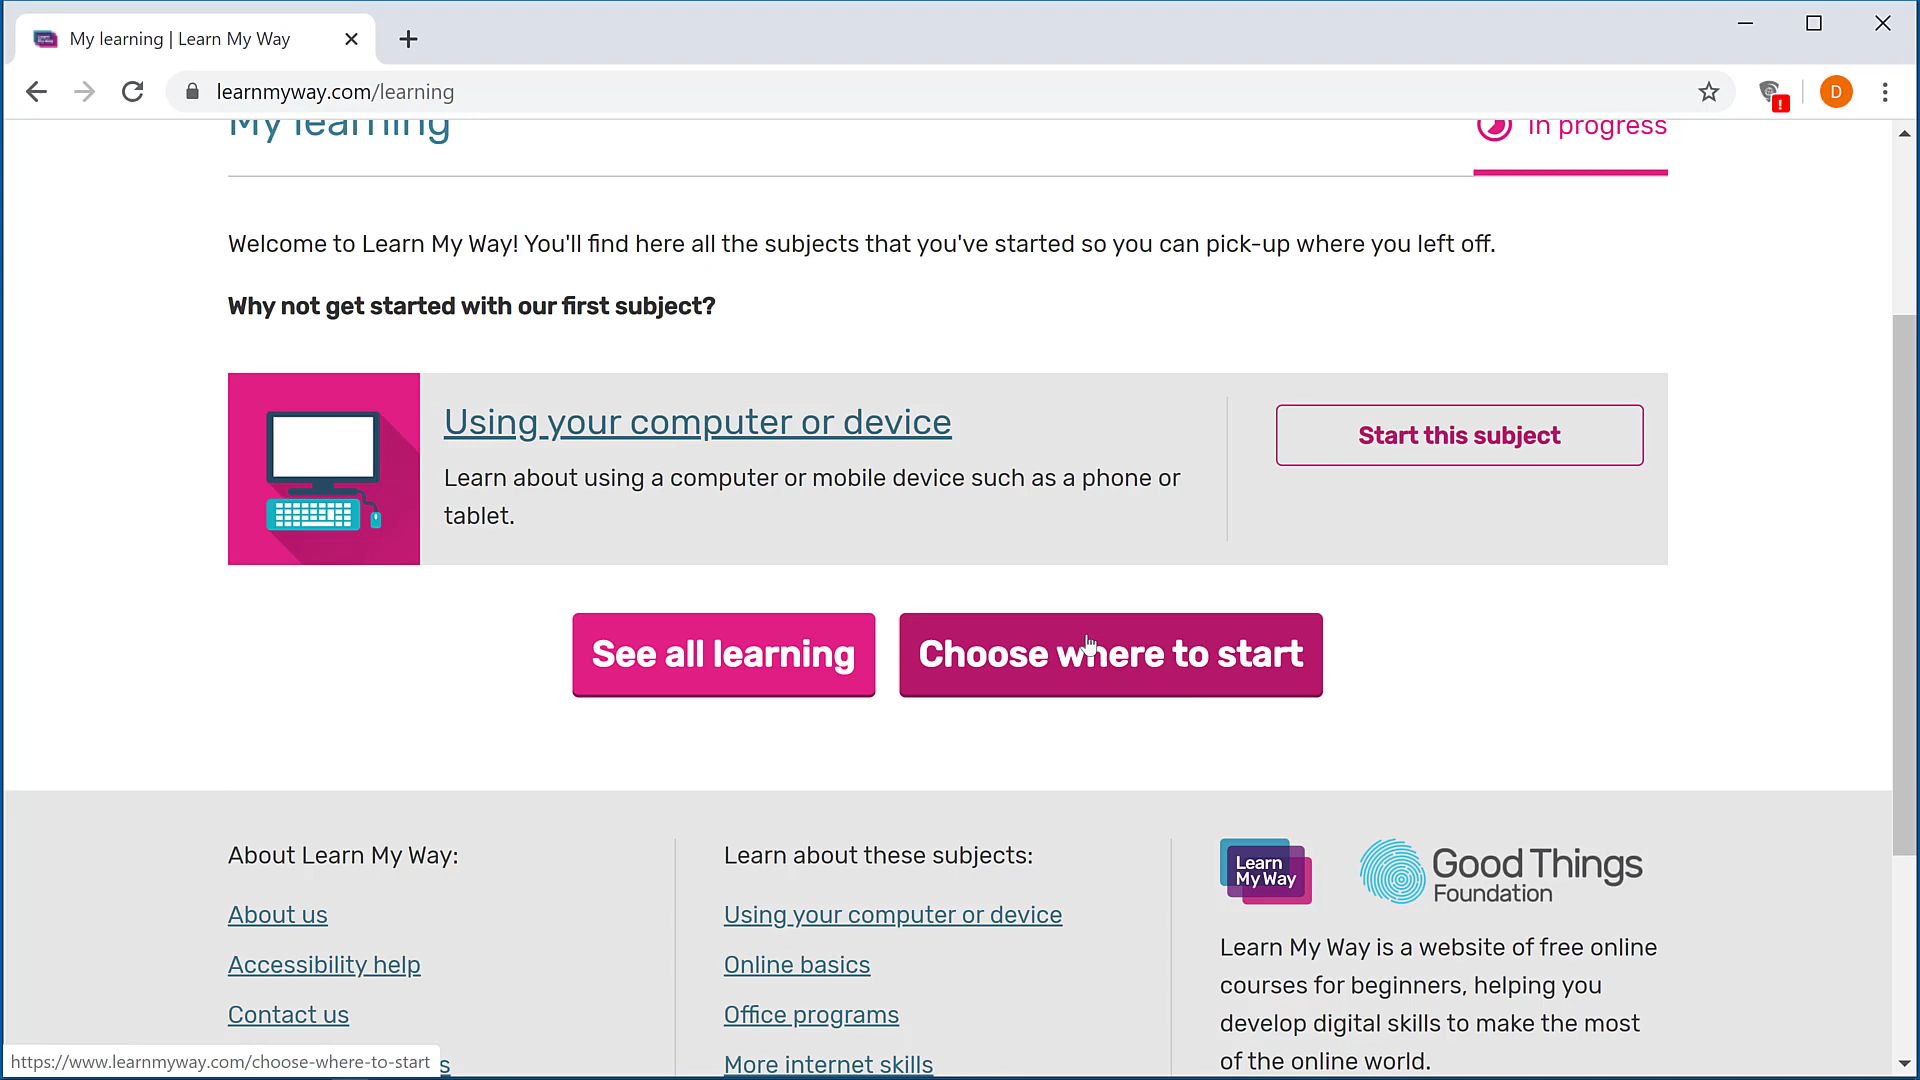 My learning | Learn My Way
learnmyway.com/learning
D
My learning
In progress
Welcome to Learn My Way! You'll find here all the subjects that you've started so you can pick-up where you left off.
Why not get started with our first subject?
Using your computer or device
Learn about using a computer or mobile device such as a phone or
tablet.
Start this subject
See all learning
Choose where to start
About Learn My Way:
About us
Accessibility help
Contact us
Learn about these subjects:
Using your computer or device
Online basics
Office programs
More internet skills
Learn
My Way
Good Things
Foundation
Learn My Way is a website of free online
courses for beginners, helping you
develop digital skills to make the most
of the online world.
https://www.learnmyway.com/choose-where-to-start